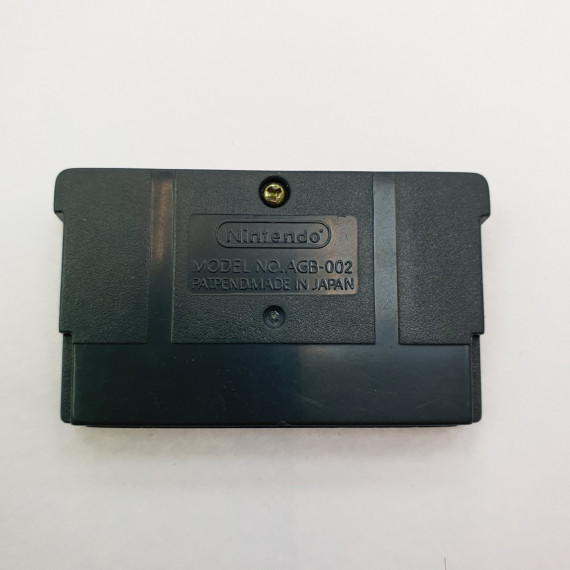 Nintendo®
MODEL NO.AGB-002
PAT.PEND.MADE IN JAPAN